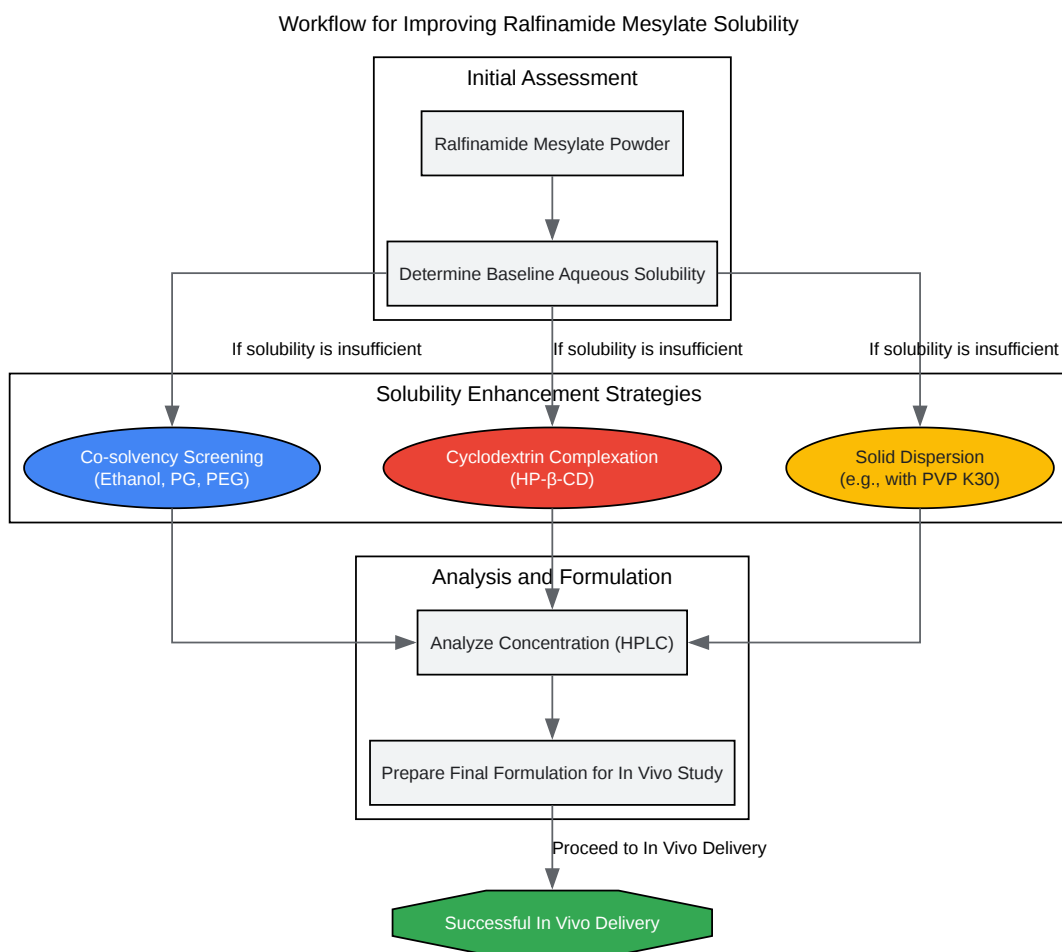 Workflow for Improving Ralfinamide Mesylate Solubility
Initial Assessment
Ralfinamide Mesylate Powder
Determine Baseline Aqueous Solubility
If solubility is insufficient
If solubility is insufficient
If solubility is insufficient
Solubility Enhancement Strategies
Co-solvency Screening
(Ethanol, PG, PEG)
Cyclodextrin Complexation
(HP-β-CD)
Solid Dispersion
(e.g., with PVP K30)
Analysis and Formulation
Analyze Concentration (HPLC)
Prepare Final Formulation for In Vivo Study
Proceed to In Vivo Delivery
Successful In Vivo Delivery